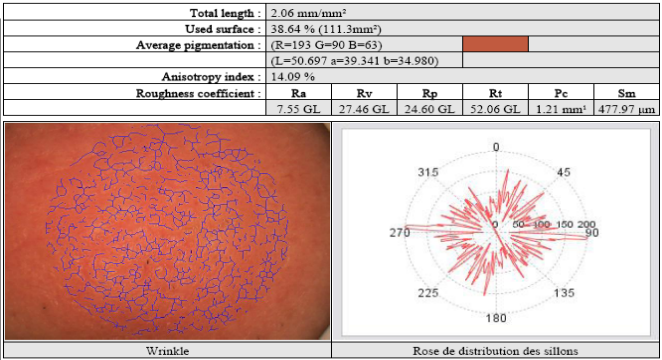 Total length : 2.06 mm/mm²
Used surface : 38.64 % (111.3mm²)
Average pigmentation : (R=193 G=90 B=63)
(L=50.697 a=39.341 b=34.980)
Anisotropy index : 14.09 %
Roughness coefficient : Ra Rv Rp Rt Pc Sm
7.55 GL 27.46 GL 24.60 GL 52.06 GL 1.21 mm¹ 477.97 µm
0
315 45
270 0 50 100 150 200 90
225 135
180
Wrinkle Rose de distribution des sillons